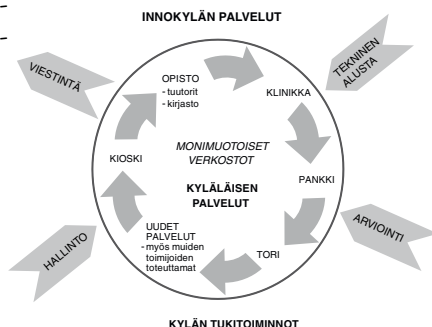 INNOKYLÄN PALVELUT
VIESTINTÄ
TEKNINEN
ALUSTA
OPISTO
- tuutorit
- kirjasto
KLINIKKA
MONIMUOTOISET
VERKOSTOT
KIOSKI
PANKKI
KYLÄLÄISEN
PALVELUT
UUDET
PALVELUT
- myös muiden
toimijoiden
toteuttamat
TORI
HALLINTO
ARVIOINTI
KYLÄN TUKITOIMINNOT